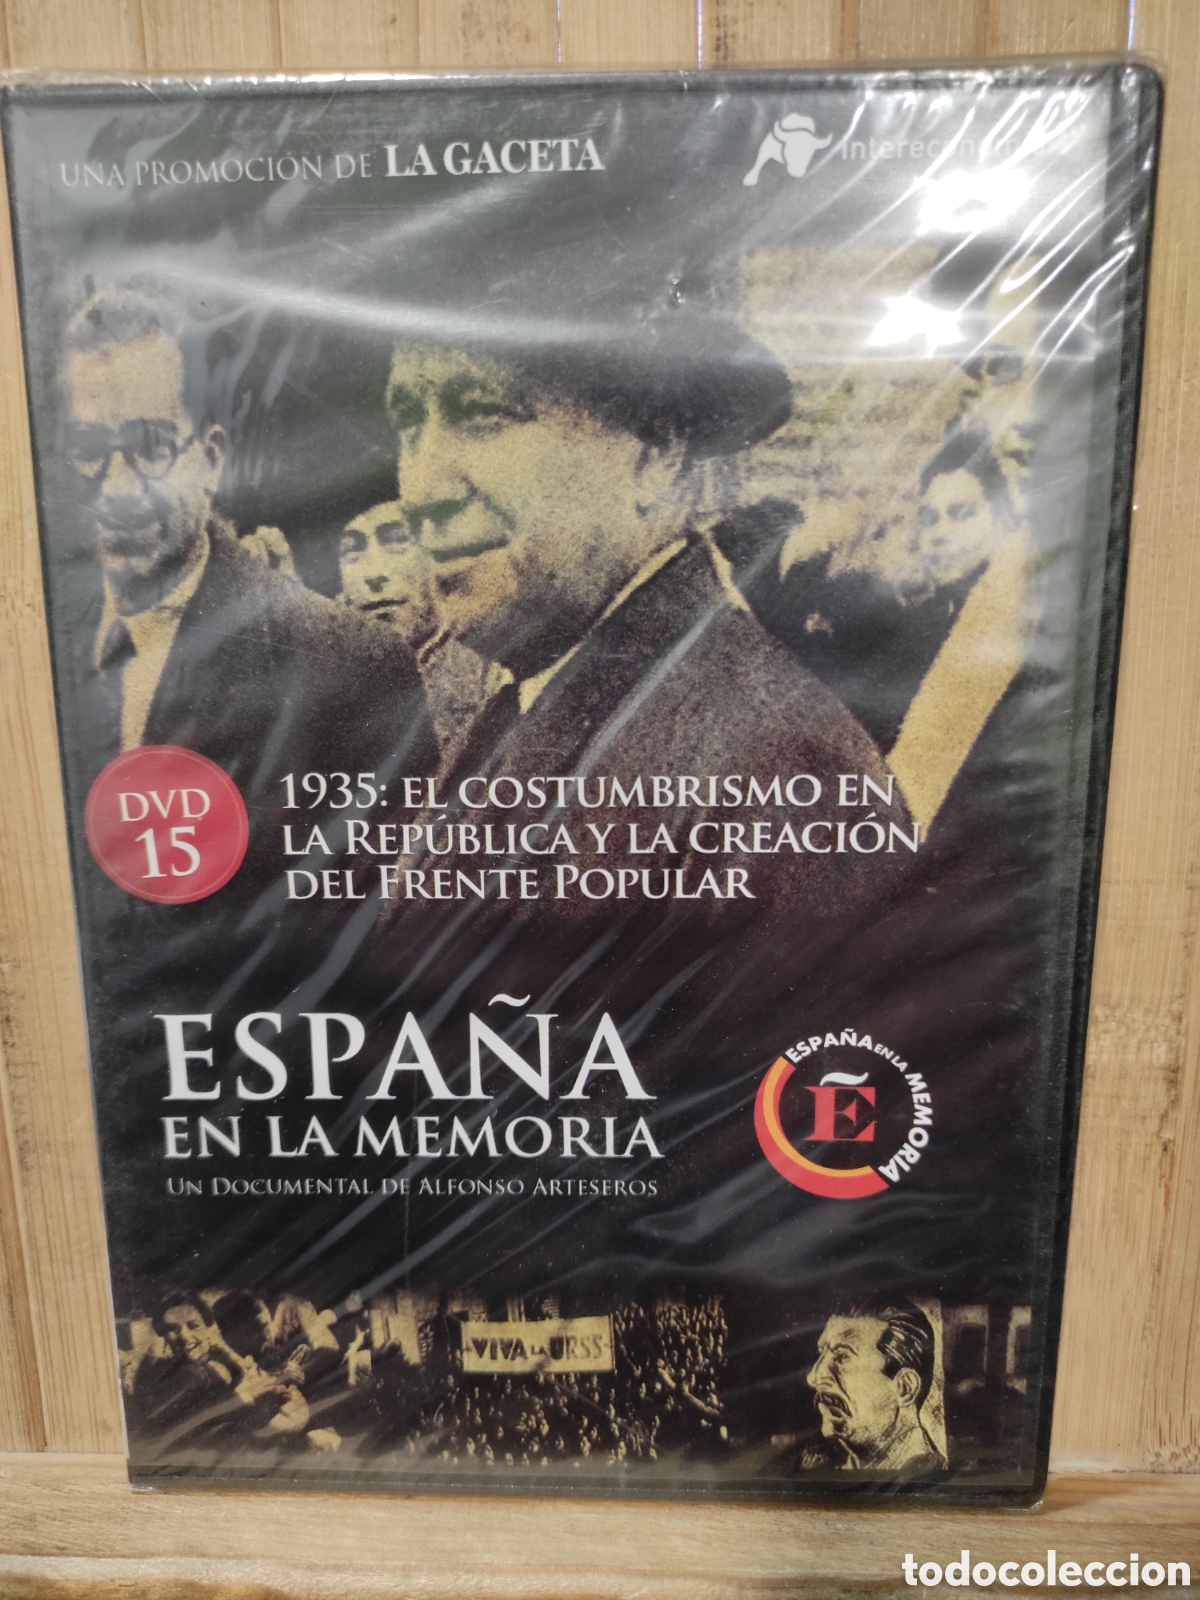 UNA PROMOCIÓN DE LA GACETA
Intereconomía
DVD
15
1935: EL COSTUMBRISMO EN
LA REPÚBLICA Y LA CREACIÓN
DEL FRENTE POPULAR
ESPAÑA
EN LA MEMORIA
UN DOCUMENTAL DE ALFONSO ARTESEROS
ESPAÑA EN LA MEMORIA
Ẽ
VIVA LA URSS
todocoleccion